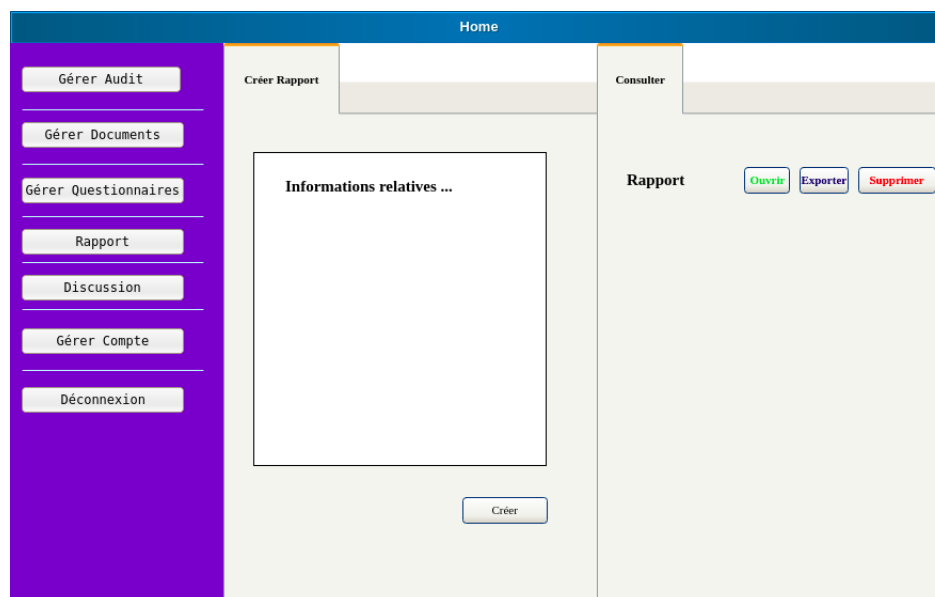 Home
Gérer Audit
Gérer Documents
Gérer Questionnaires
Rapport
Discussion
Gérer Compte
Déconnexion
Créer Rapport
Informations relatives ...
Créer
Consulter
Rapport
Ouvrir
Exporter
Supprimer